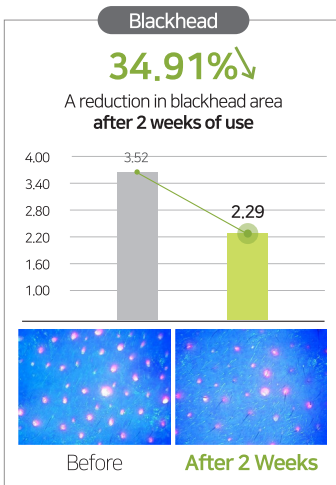 Blackhead
34.91%↘
A reduction in blackhead area
after 2 weeks of use
4.00
3.52
3.40
2.80
2.29
2.20
1.60
1.00
Before
After 2 Weeks